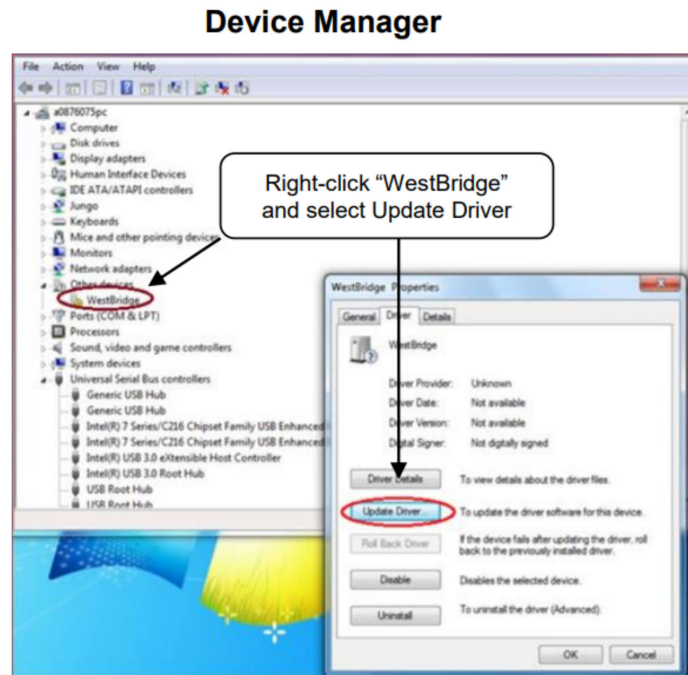 Device Manager
File Action View Help
a0876075pc
Computer
Disk drives
Display adapters
Human Interface Devices
IDE ATA/ATAPI controllers
Jungo
Keyboards
Mice and other pointing devices
Monitors
Network adapters
Other devices
WestBridge
Ports (COM & LPT)
Processors
Sound, video and game controllers
System devices
Universal Serial Bus controllers
Generic USB Hub
Generic USB Hub
Intel(R) 7 Series/C216 Chipset Family USB Enhanced
Intel(R) 7 Series/C216 Chipset Family USB Enhanced
Intel(R) USB 3.0 eXtensible Host Controller
Intel(R) USB 3.0 Root Hub
USB Root Hub
USB Root Hub
Right-click “WestBridge”
and select Update Driver
WestBridge Properties
General Driver Details
WestBridge
Driver Provider: Unknown
Driver Date: Not available
Driver Version: Not available
Digital Signer: Not digitally signed
Driver Details To view details about the driver files.
Update Driver... To update the driver software for this device.
Roll Back Driver If the device fails after updating the driver, roll
back to the previously installed driver.
Disable Disables the selected device.
Uninstall To uninstall the driver (Advanced).
OK Cancel